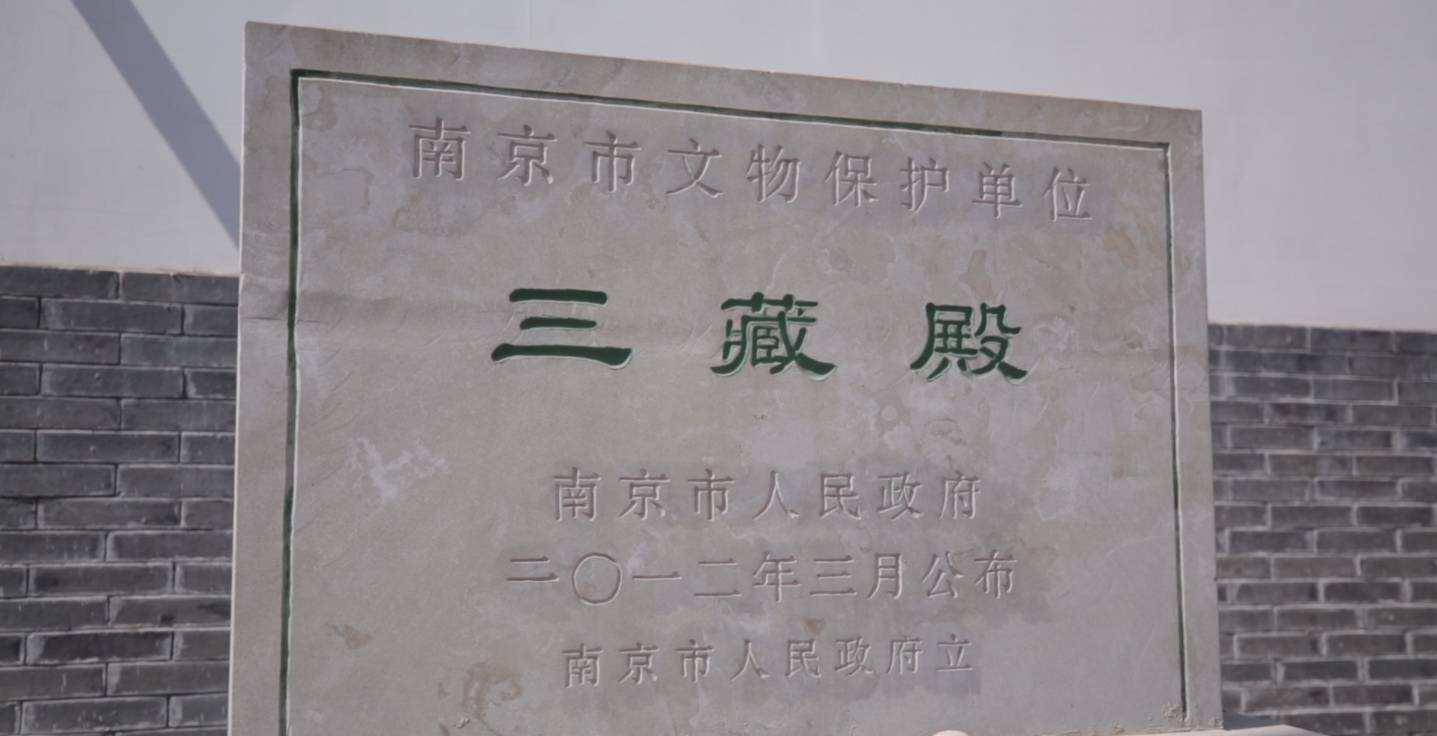 南京市文物保护单位
三藏殿
南京市人民政府
二〇一二年三月公布
南京市人民政府立